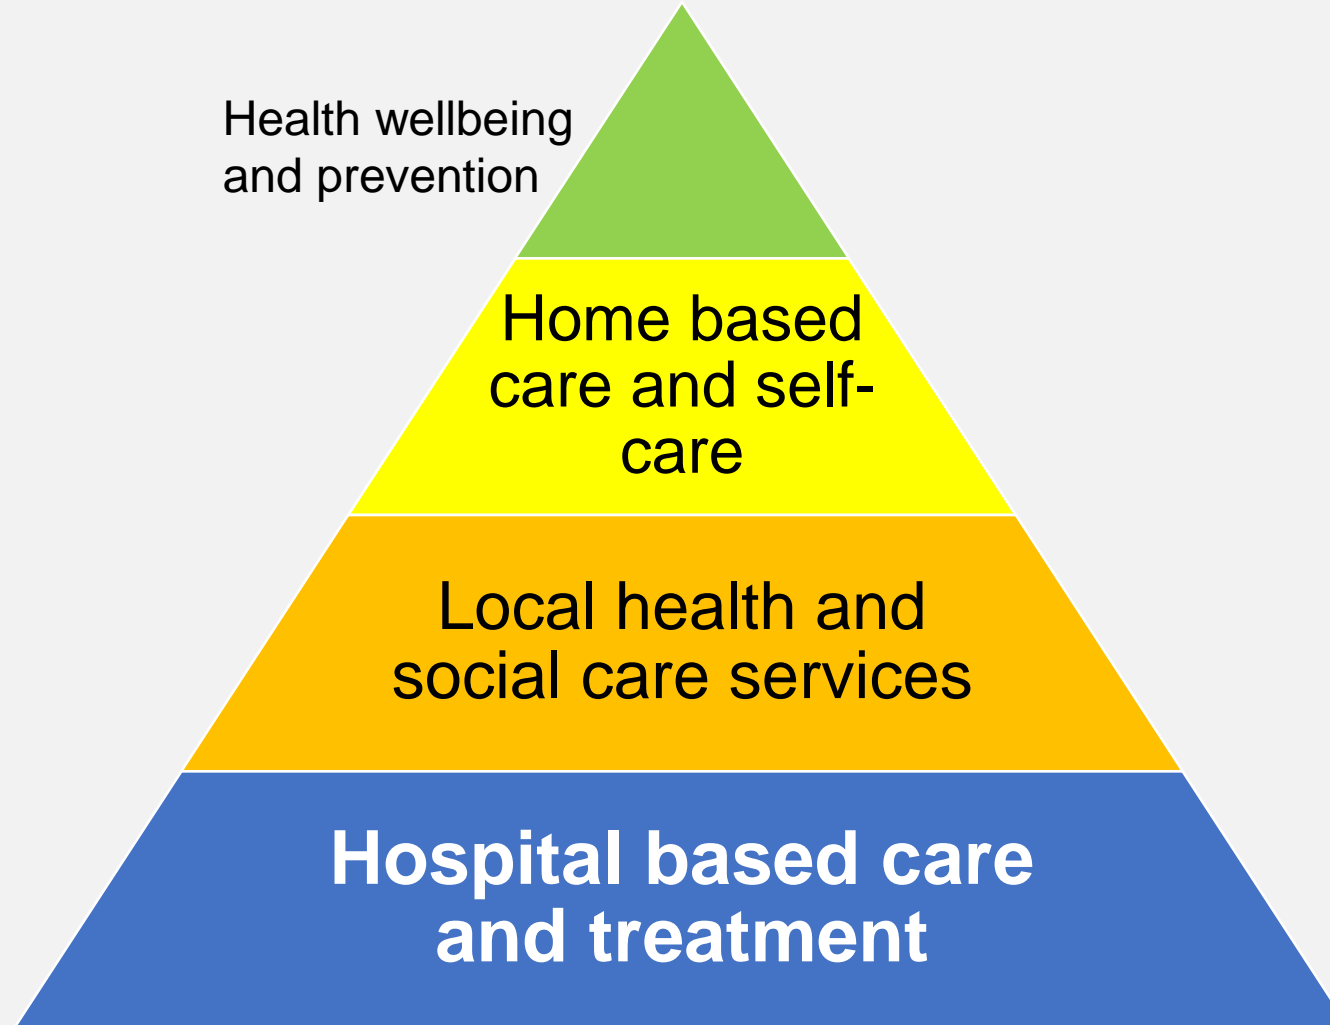 Health wellbeing
and prevention
Home based
care and self-
care
Local health and
social care services
Hospital based care
and treatment